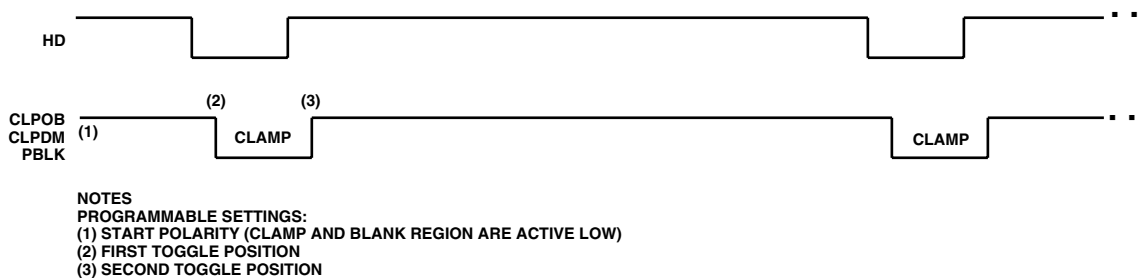 HD
(2) (3)
CLPOB
CLPDM (1)
PBLK
CLAMP CLAMP
NOTES
PROGRAMMABLE SETTINGS:
(1) START POLARITY (CLAMP AND BLANK REGION ARE ACTIVE LOW)
(2) FIRST TOGGLE POSITION
(3) SECOND TOGGLE POSITION